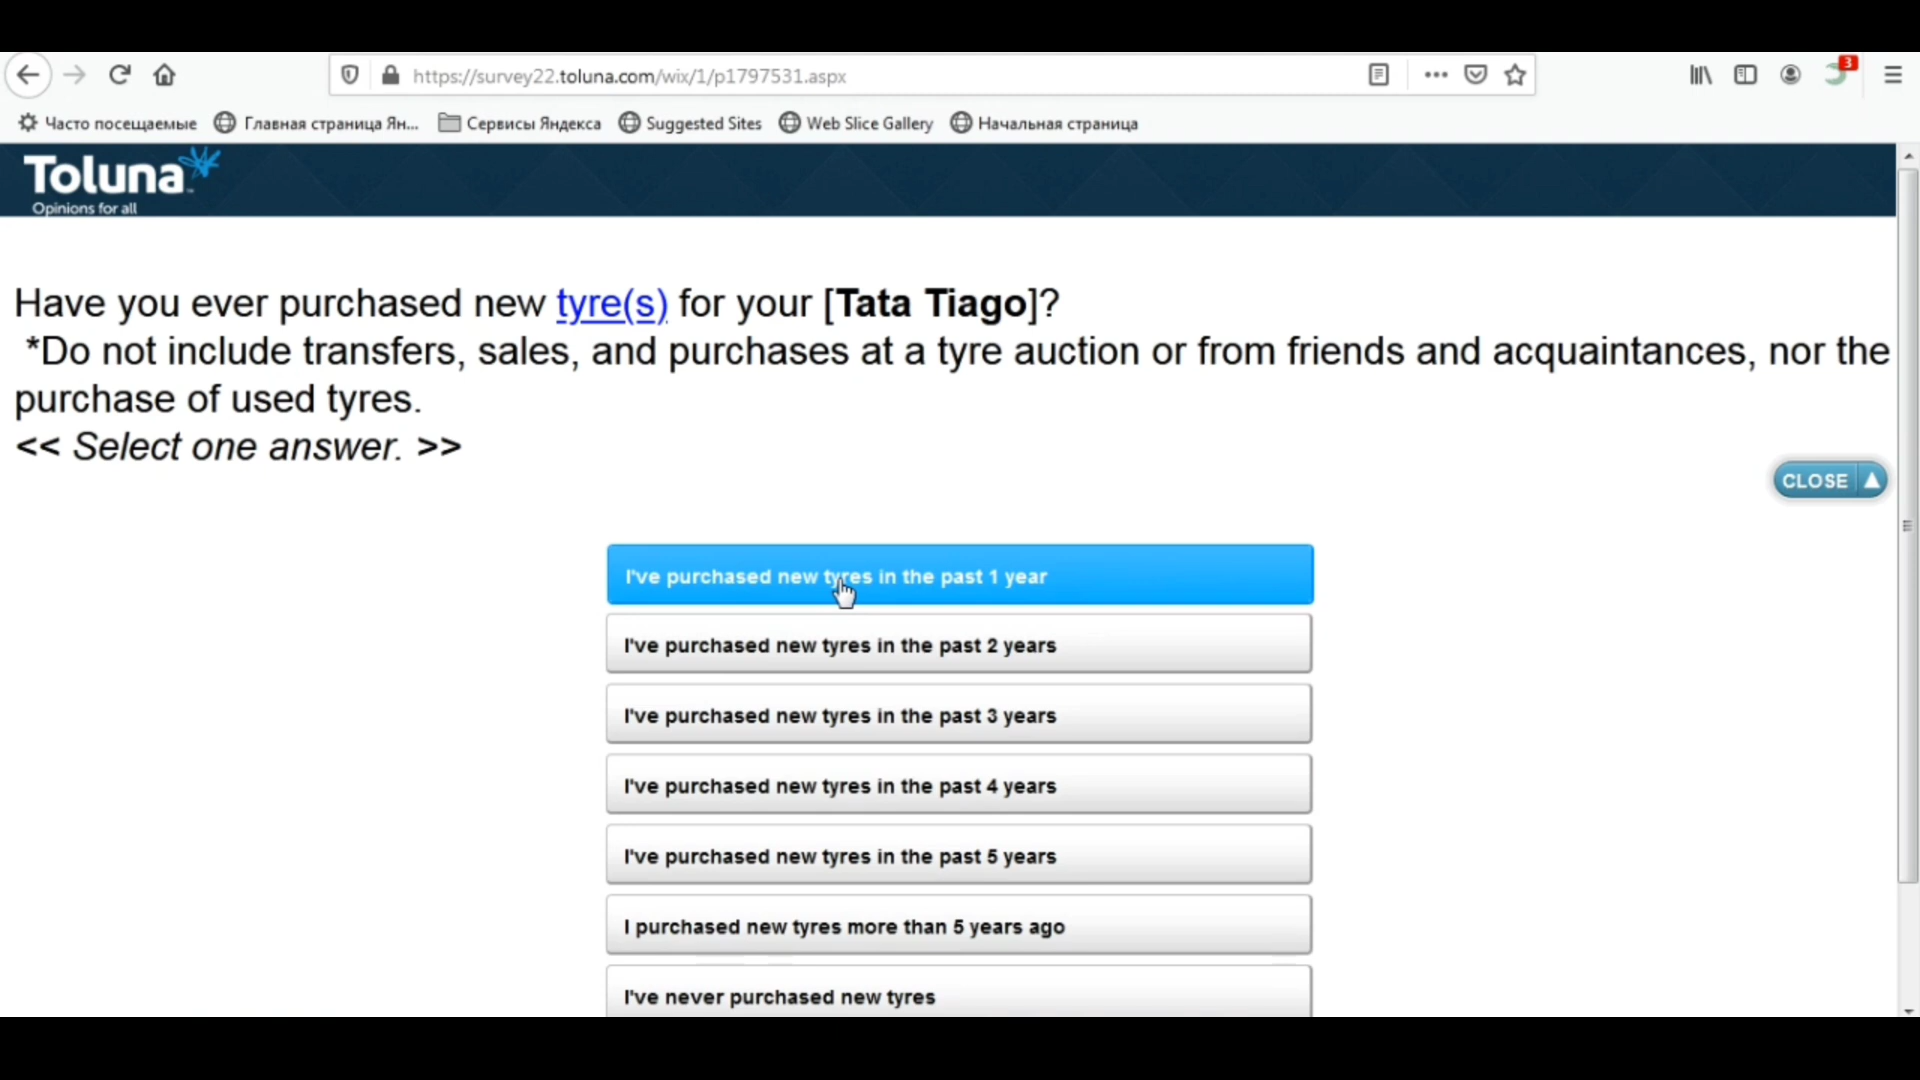 https://survey22.toluna.com/wix/1/p1797531.aspx
3
Часто посещаемые Главная страница Ян... Сервисы Яндекса Suggested Sites Web Slice Gallery Начальная страница
Toluna
Opinions for all
Have you ever purchased new tyre(s) for your [Tata Tiago]?
*Do not include transfers, sales, and purchases at a tyre auction or from friends and acquaintances, nor the
purchase of used tyres.
<< Select one answer. >>
CLOSE
I've purchased new tyres in the past 1 year
I've purchased new tyres in the past 2 years
I've purchased new tyres in the past 3 years
I've purchased new tyres in the past 4 years
I've purchased new tyres in the past 5 years
I purchased new tyres more than 5 years ago
I've never purchased new tyres